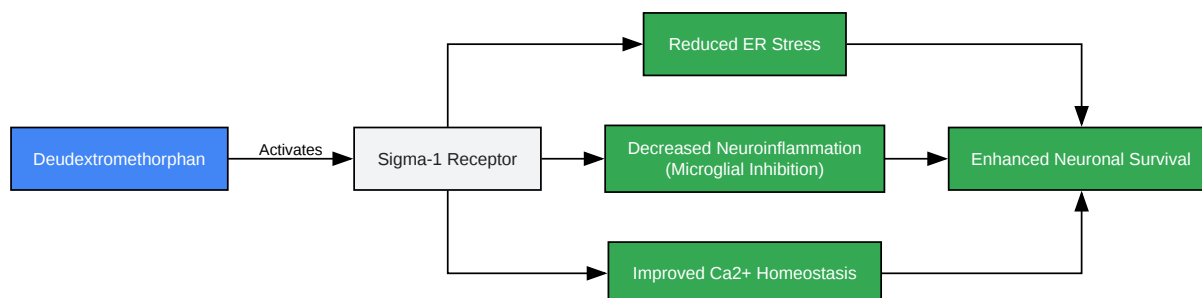 Reduced ER Stress
Deudextromethorphan
Activates
Sigma-1 Receptor
Decreased Neuroinflammation
(Microglial Inhibition)
Enhanced Neuronal Survival
Improved Ca2+ Homeostasis